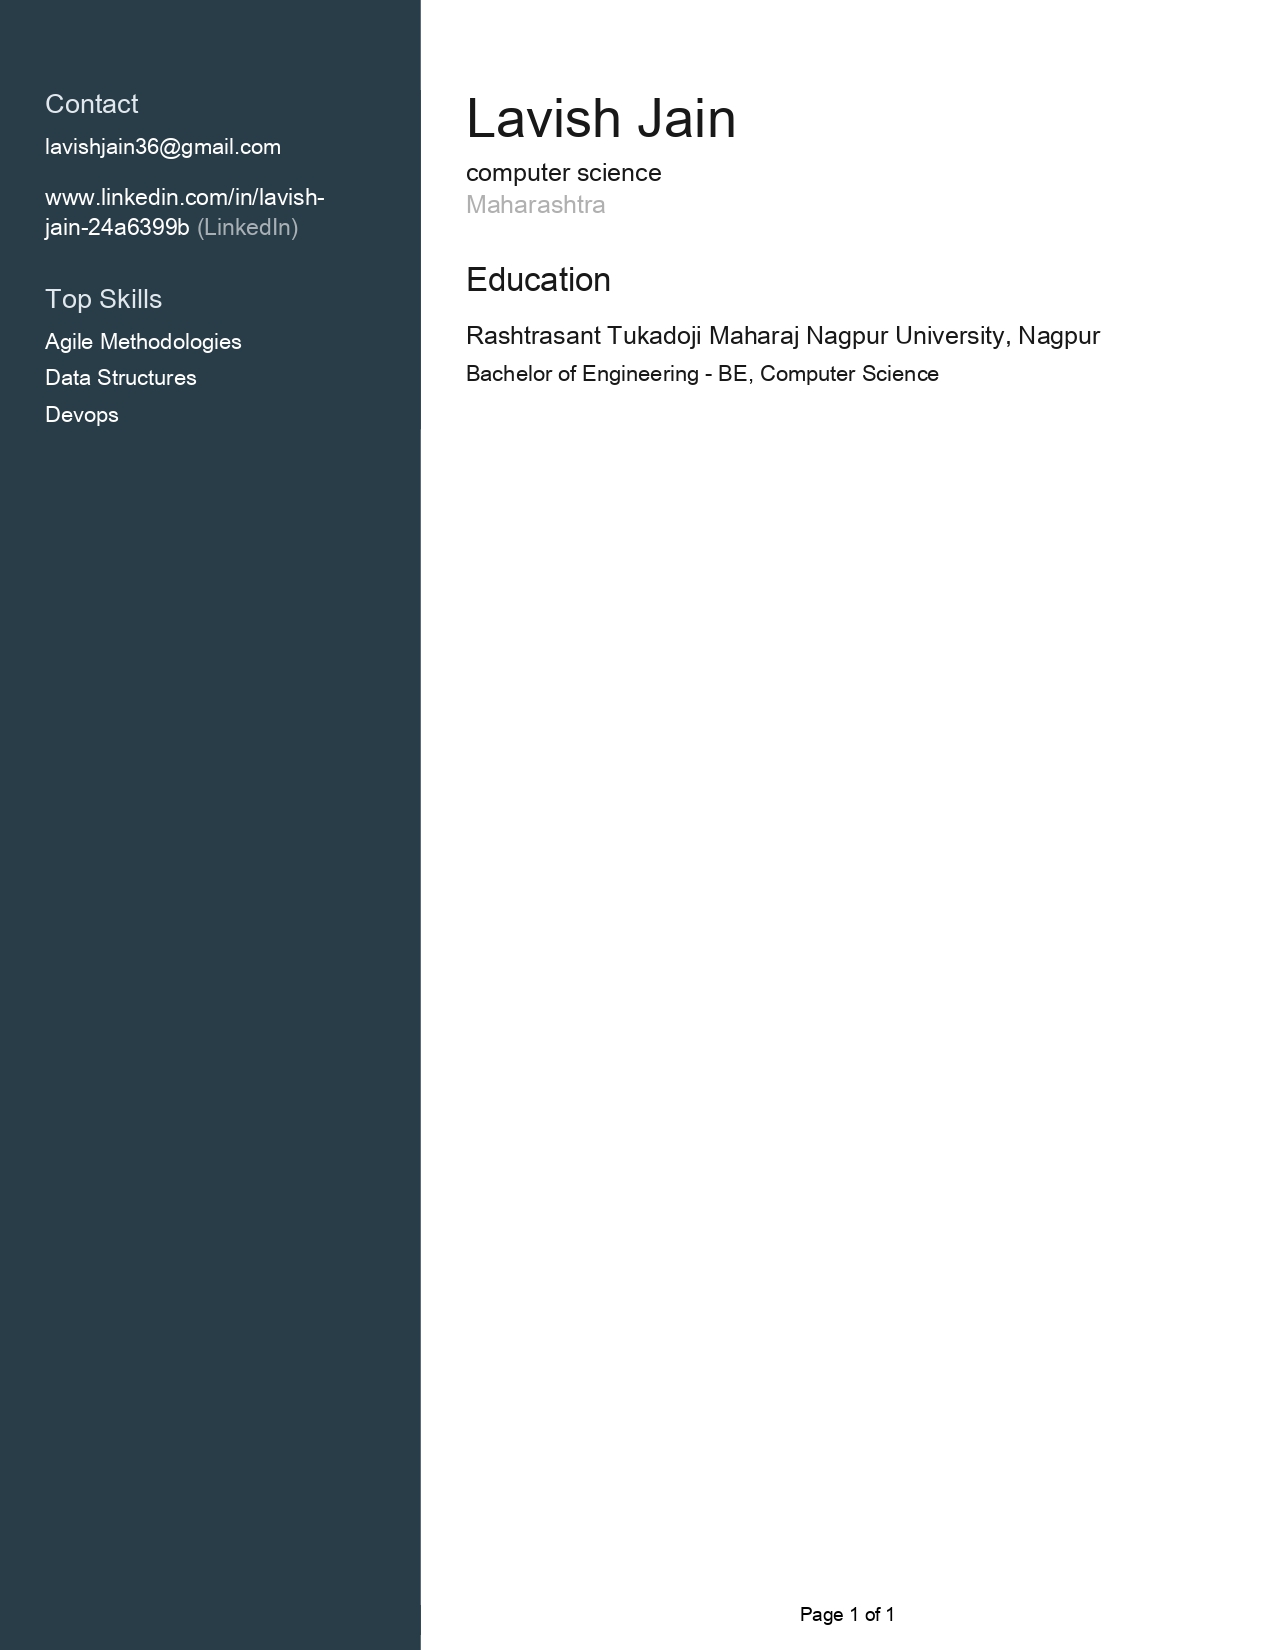 Contact
lavishjain36@gmail.com
www.linkedin.com/in/lavish-
jain-24a6399b (LinkedIn)
Top Skills
Agile Methodologies
Data Structures
Devops
Lavish Jain
computer science
Maharashtra
Education
Rashtrasant Tukadoji Maharaj Nagpur University, Nagpur
Bachelor of Engineering - BE, Computer Science
Page 1 of 1